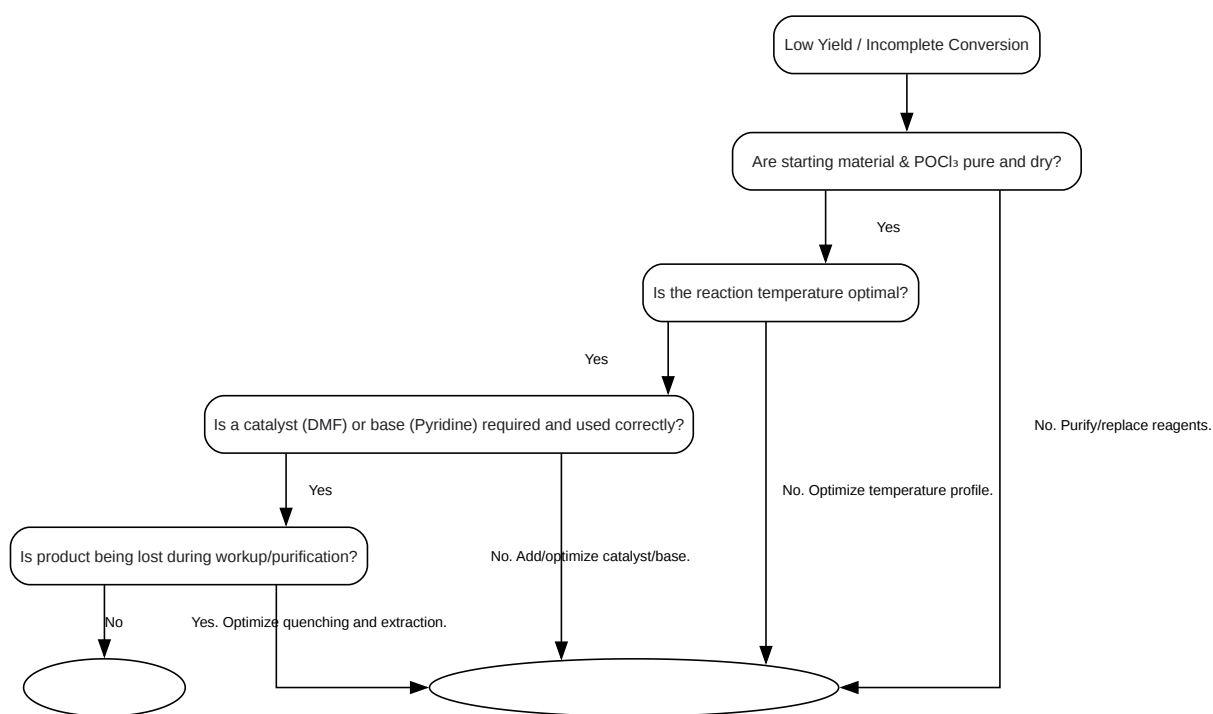 Low Yield / Incomplete Conversion
Are starting material & POCl₃ pure and dry?
Yes
Is the reaction temperature optimal?
Yes
Is a catalyst (DMF) or base (Pyridine) required and used correctly?
No. Purify/replace reagents.
Yes
No. Optimize temperature profile.
Is product being lost during workup/purification?
No. Add/optimize catalyst/base.
No
Yes. Optimize quenching and extraction.